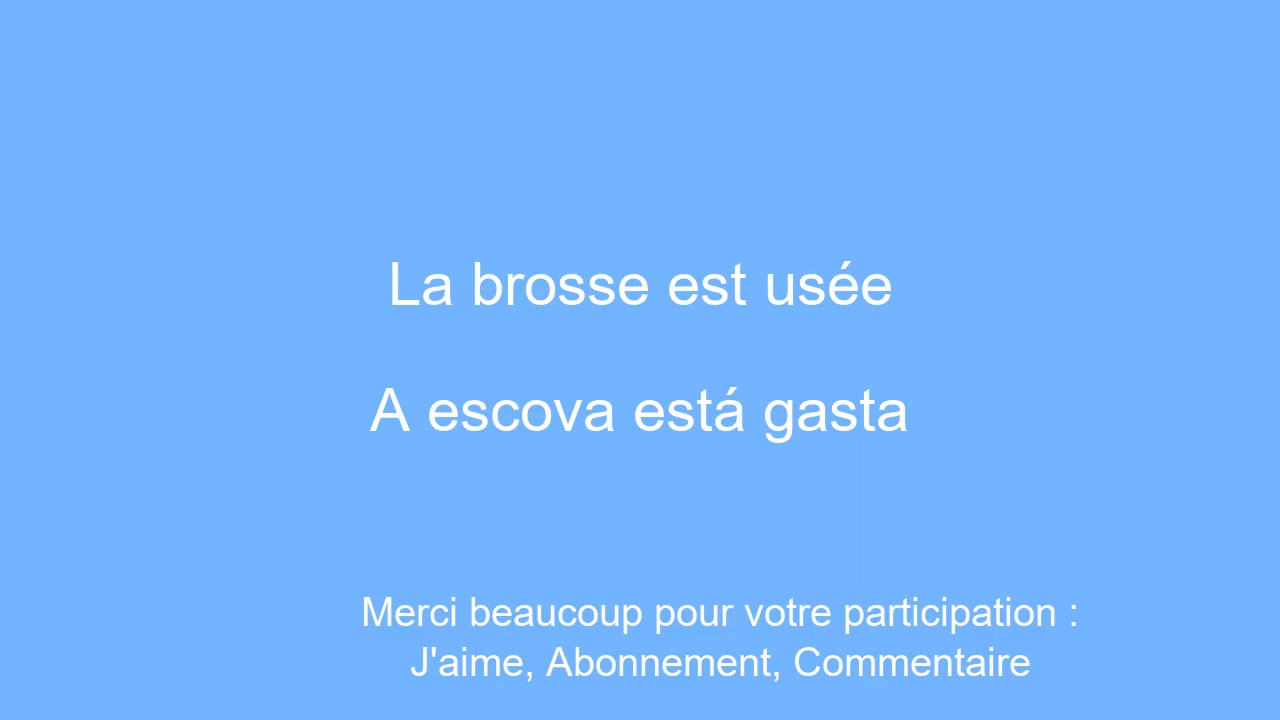 La brosse est usée
A escova está gasta
Merci beaucoup pour votre participation :
J'aime, Abonnement, Commentaire